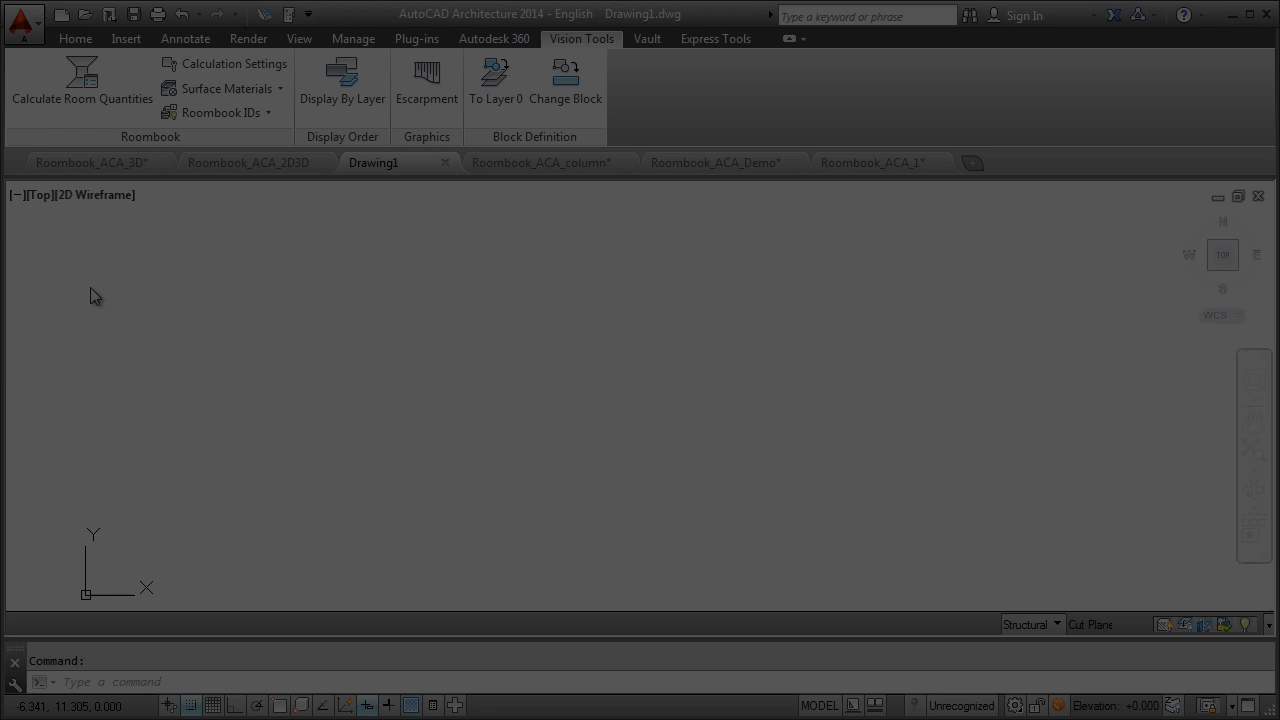 AutoCAD Architecture 2014 - English Drawing1.dwg
Type a keyword or phrase
Sign In
Home Insert Annotate Render View Manage Plug-ins Autodesk 360 Vision Tools Vault Express Tools
Calculate Room Quantities
Calculation Settings
Surface Materials
Roombook IDs
Display By Layer
Escarpment
To Layer 0
Change Block
Roombook Display Order Graphics Block Definition
Roombook_ACA_3D* Roombook_ACA_2D3D Drawing1 Roombook_ACA_column* Roombook_ACA_Demo* Roombook_ACA_1*
[−][Top][2D Wireframe]
N
W TOP E
S
WCS
Y
X
Structural Cut Plane
Command:
Type a command
-6.341, 11.305, 0.000
MODEL
Unrecognized
Elevation: +0.000